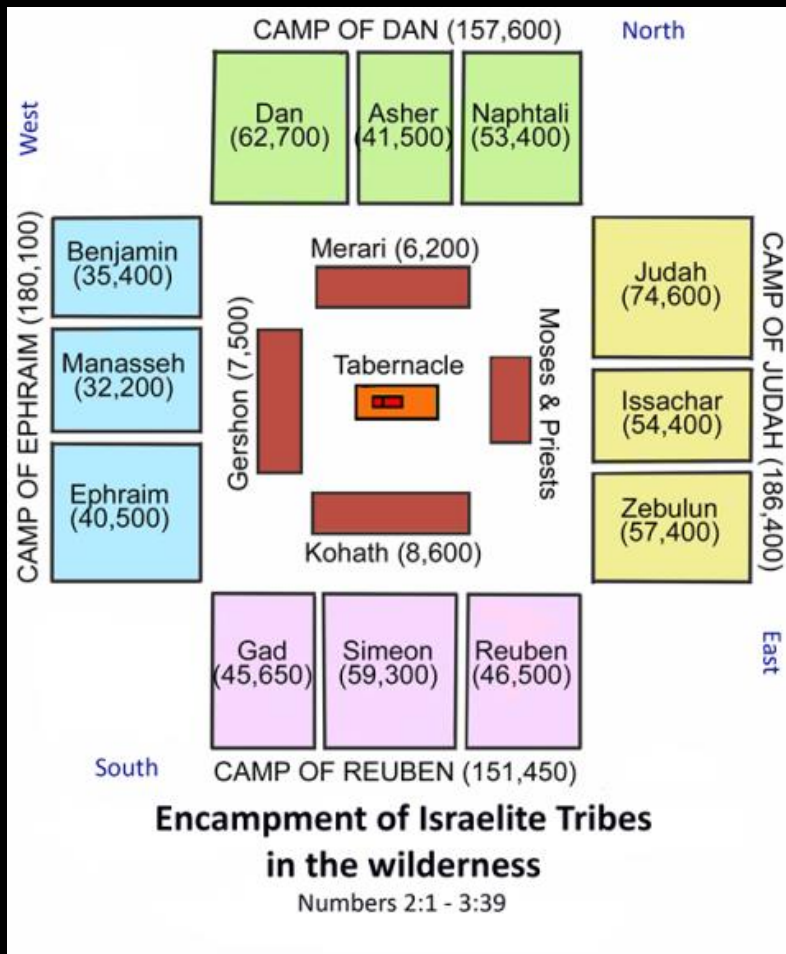 CAMP OF DAN (157,600)
North
West
Dan
(62,700)
Asher
(41,500)
Naphtali
(53,400)
CAMP OF EPHRAIM (180,100)
Benjamin
(35,400)
Manasseh
(32,200)
Ephraim
(40,500)
Merari (6,200)
Gershon (7,500)
Tabernacle
Moses & Priests
Kohath (8,600)
Judah
(74,600)
Issachar
(54,400)
Zebulun
(57,400)
CAMP OF JUDAH (186,400)
Gad
(45,650)
Simeon
(59,300)
Reuben
(46,500)
East
South
CAMP OF REUBEN (151,450)
Encampment of Israelite Tribes
in the wilderness
Numbers 2:1 - 3:39